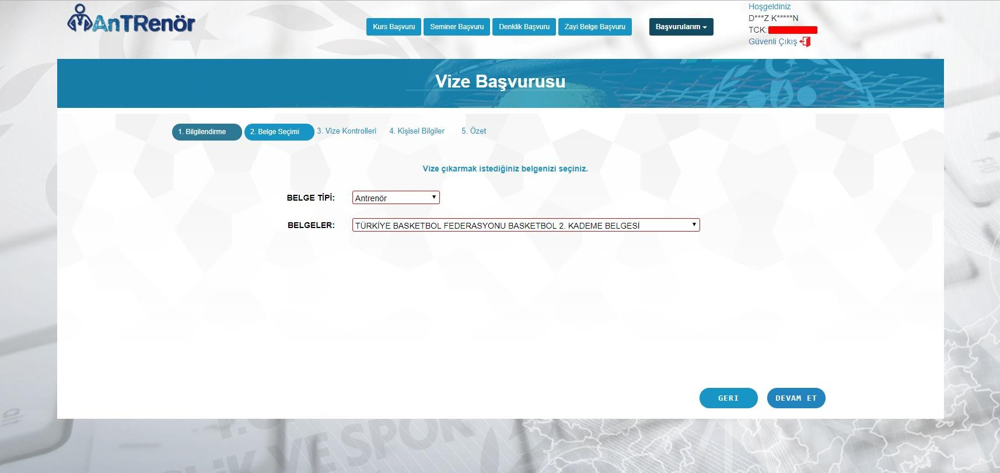 AnTRenör
Kurs Başvuru
Seminer Başvuru
Denklik Başvuru
Zayi Belge Başvuru
Başvurularım
Hoşgeldiniz
D***Z K*****N
TCK:
Güvenli Çıkış
Vize Başvurusu
1. Bilgilendirme
2. Belge Seçimi
3. Vize Kontrolleri
4. Kişisel Bilgiler
5. Özet
Vize çıkarmak istediğiniz belgenizi seçiniz.
BELGE TİPİ:
Antrenör
BELGELER:
TÜRKİYE BASKETBOL FEDERASYONU BASKETBOL 2. KADEME BELGESİ
GERI
DEVAM ET
VE SPOR